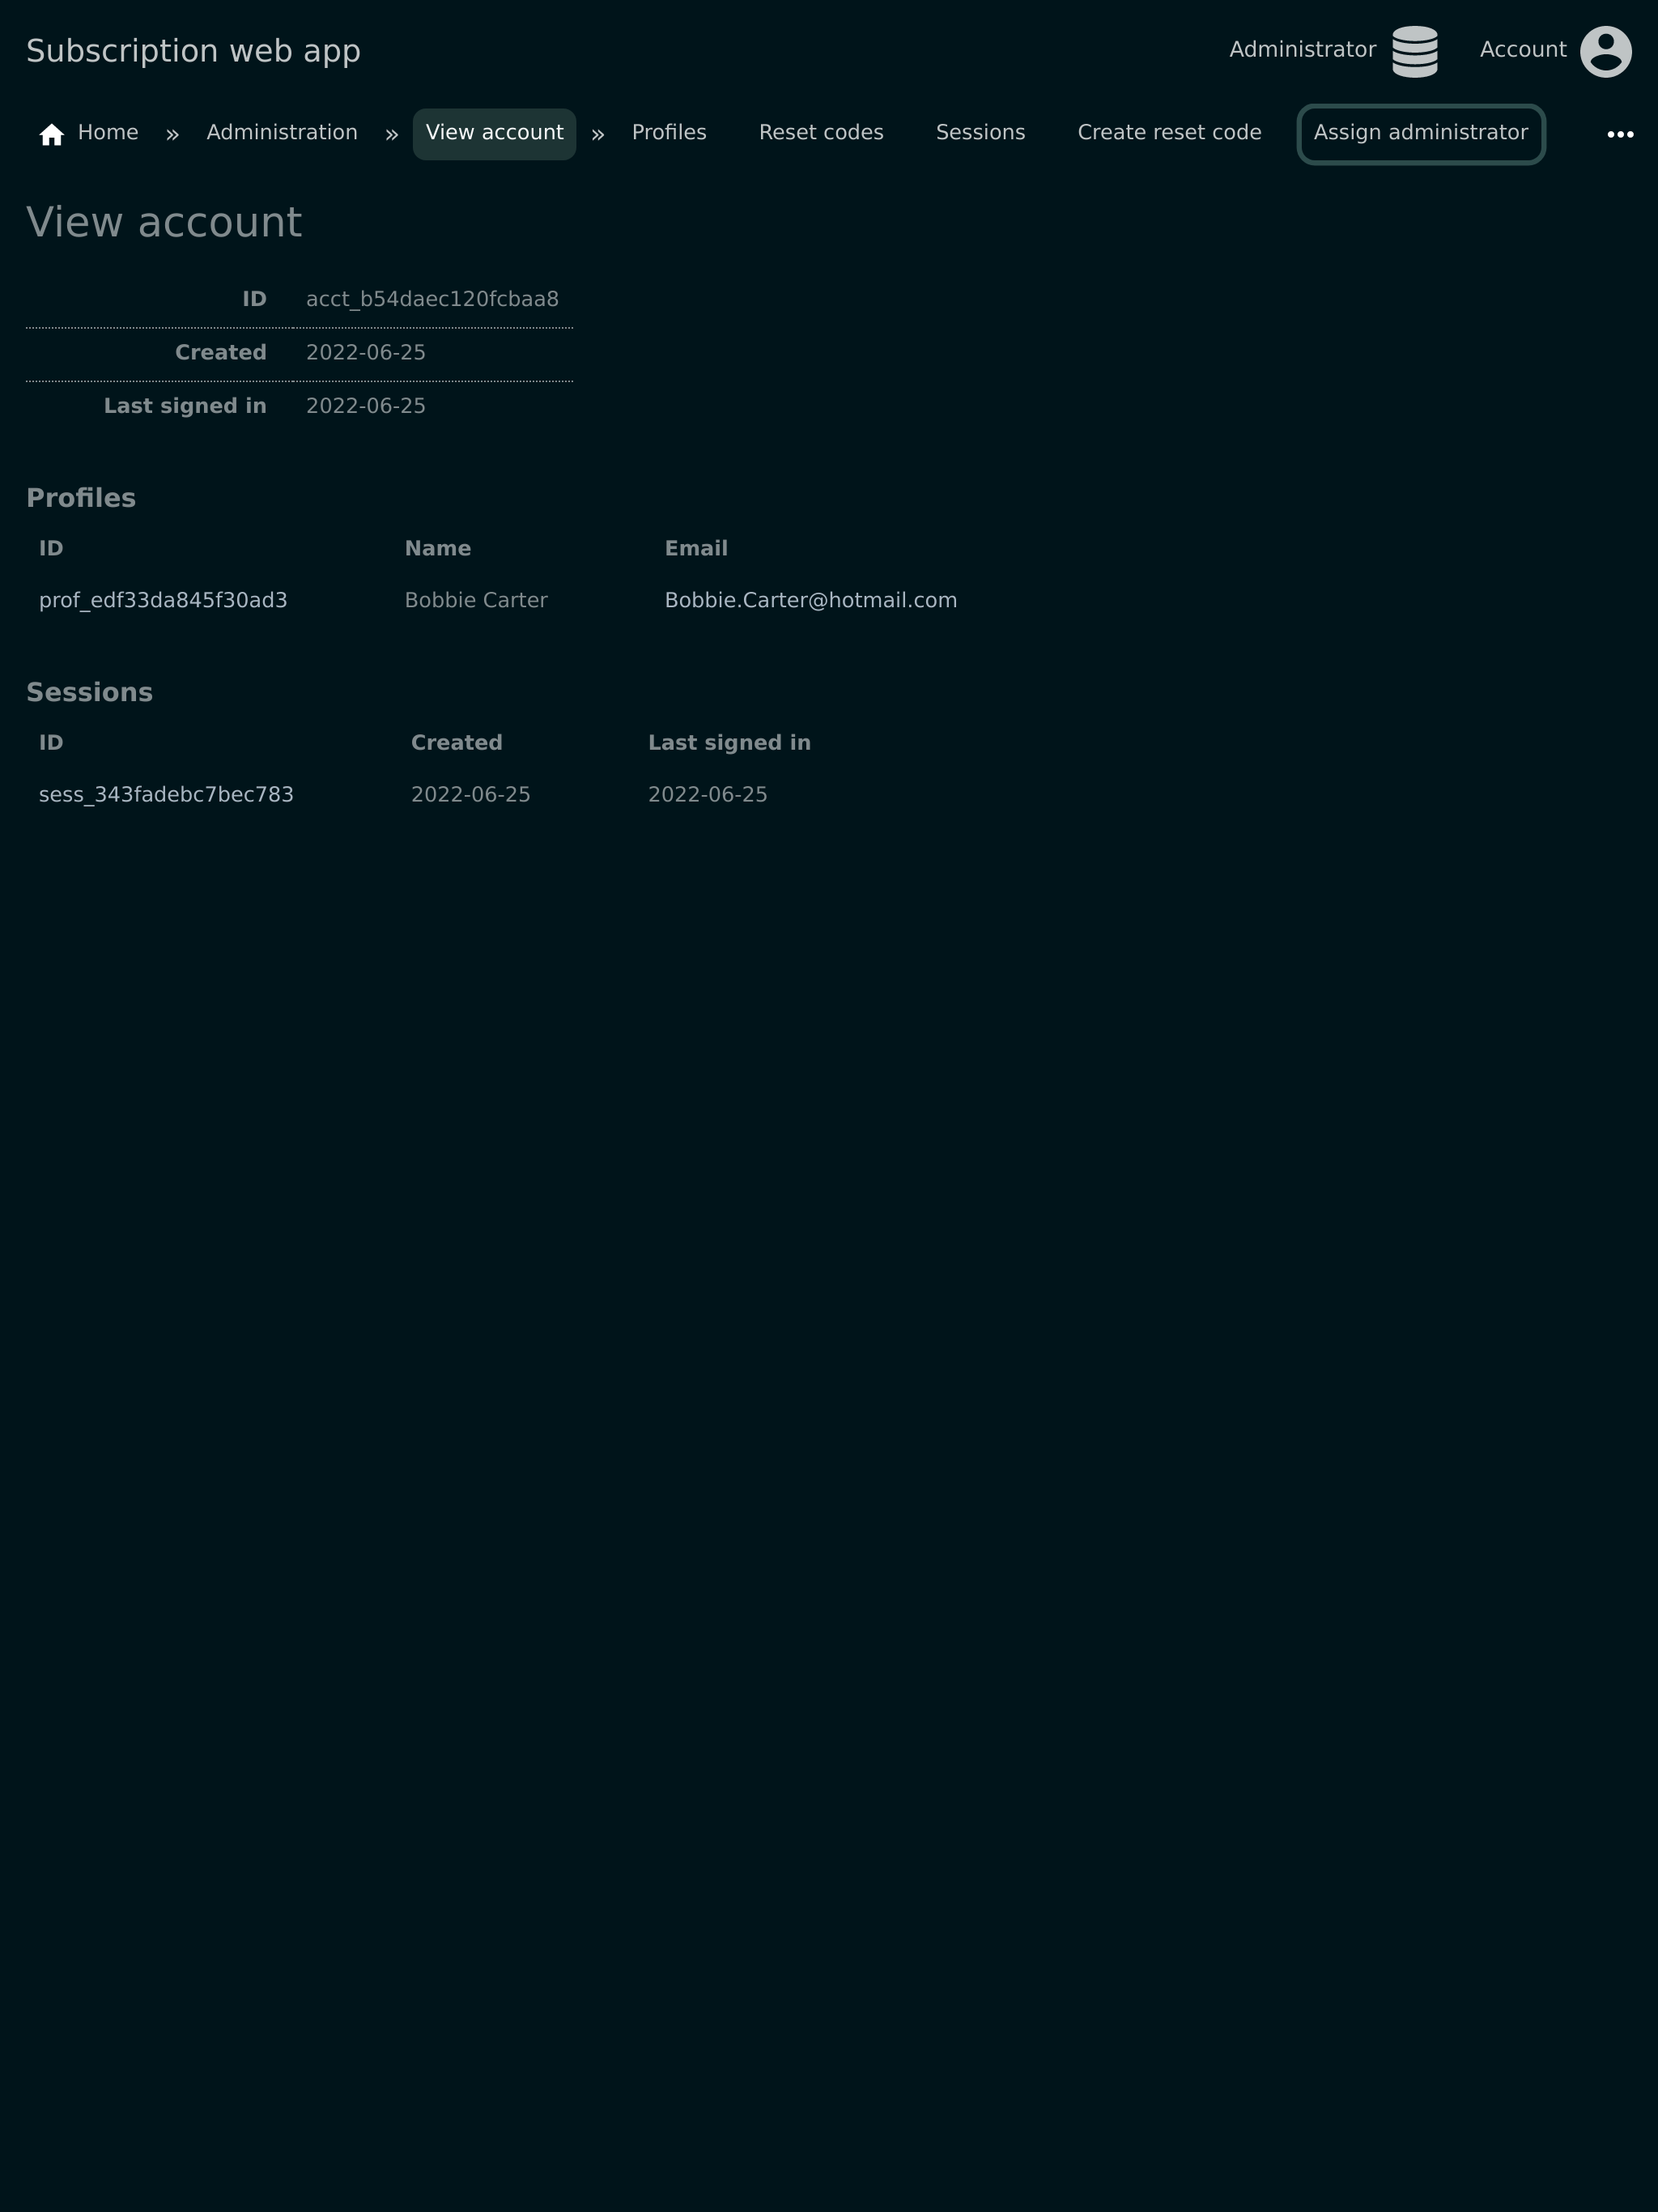 Subscription web app Administrator Account
Home » Administration » View account » Profiles Reset codes Sessions Create reset code Assign administrator •••
View account
ID acct_b54daec120fcbaa8
Created 2022-06-25
Last signed in 2022-06-25
Profiles
ID Name Email
prof_edf33da845f30ad3 Bobbie Carter Bobbie.Carter@hotmail.com
Sessions
ID Created Last signed in
sess_343fadebc7bec783 2022-06-25 2022-06-25